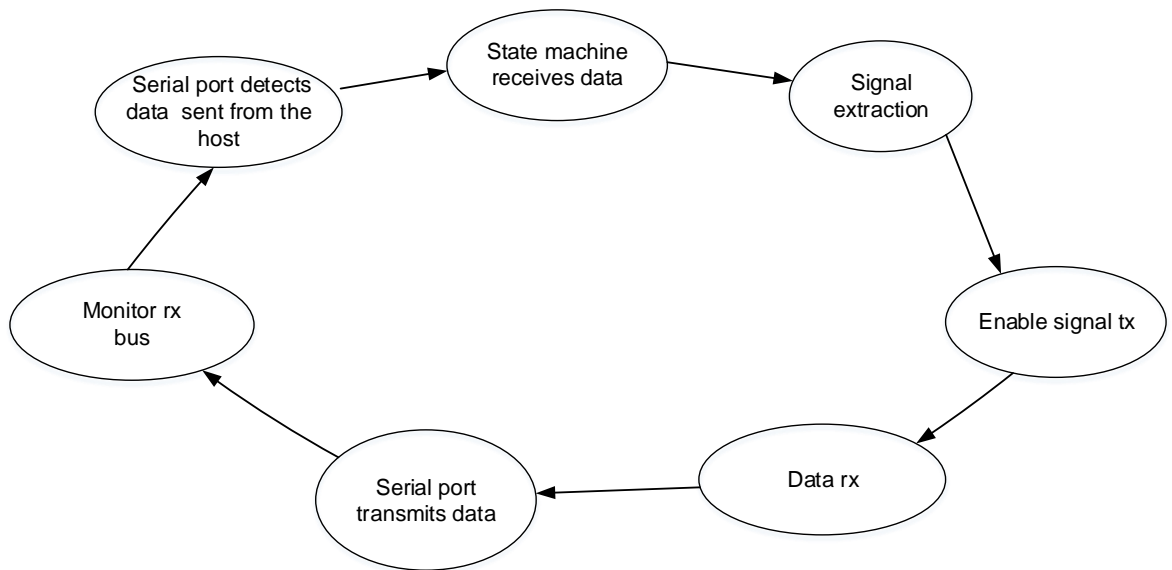 State machine
receives data
Serial port detects
data  sent from the
host
Signal
extraction
Monitor rx
bus
Enable signal tx
Serial port
transmits data
Data rx